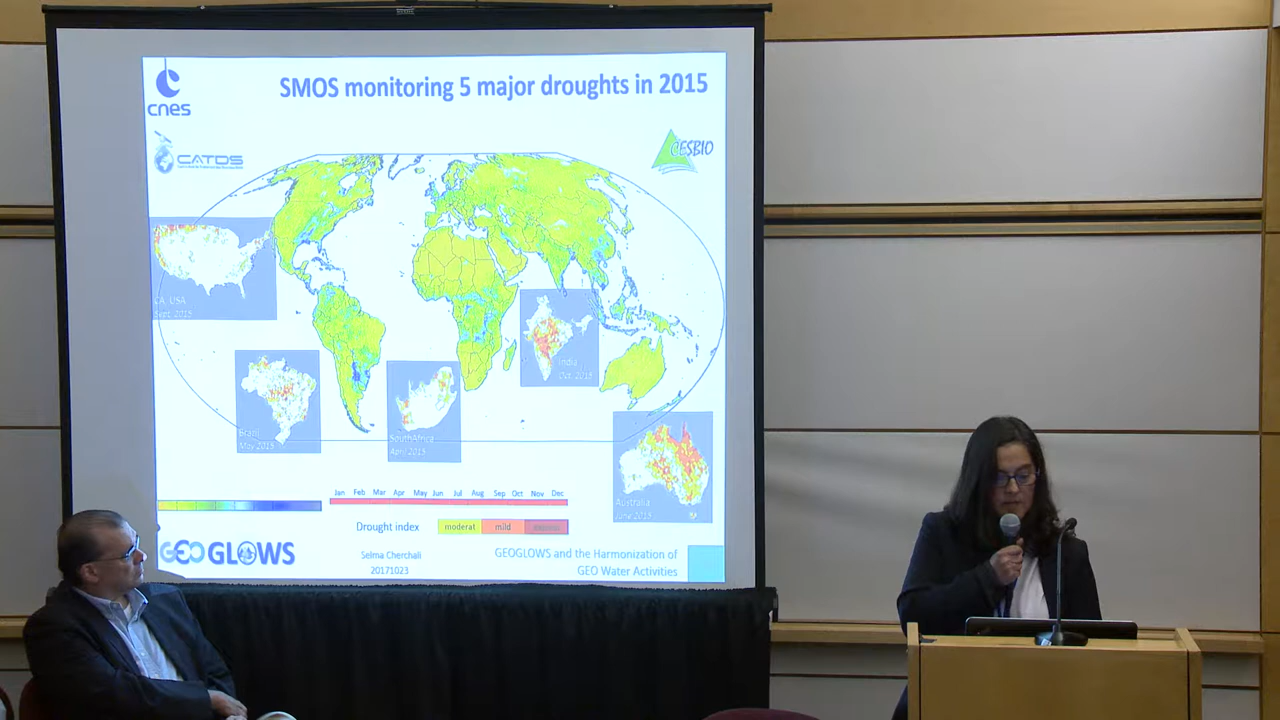 SMOS monitoring 5 major droughts in 2015
cnes
CATDS
CESBIO
CA, USA
Sept. 2015
Brazil
May 2015
SouthAfrica
April 2015
India
Oct. 2015
Australia
June 2015
Jan Feb Mar Apr May Jun Jul Aug Sep Oct Nov Dec
Drought index moderat mild
GEOGLOWS
Selma Cherchali
20171023
GEOGLOWS and the Harmonization of
GEO Water Activities